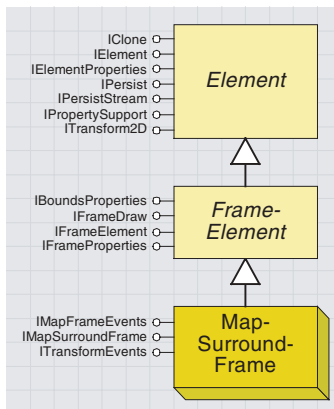 IClone
IElement
IElementProperties
IPersist
IPersistStream
IPropertySupport
ITransform2D
Element
IBoundsProperties
IFrameDraw
IFrameElement
IFrameProperties
Frame-
Element
IMapFrameEvents
IMapSurroundFrame
ITransformEvents
Map-
Surround-
Frame